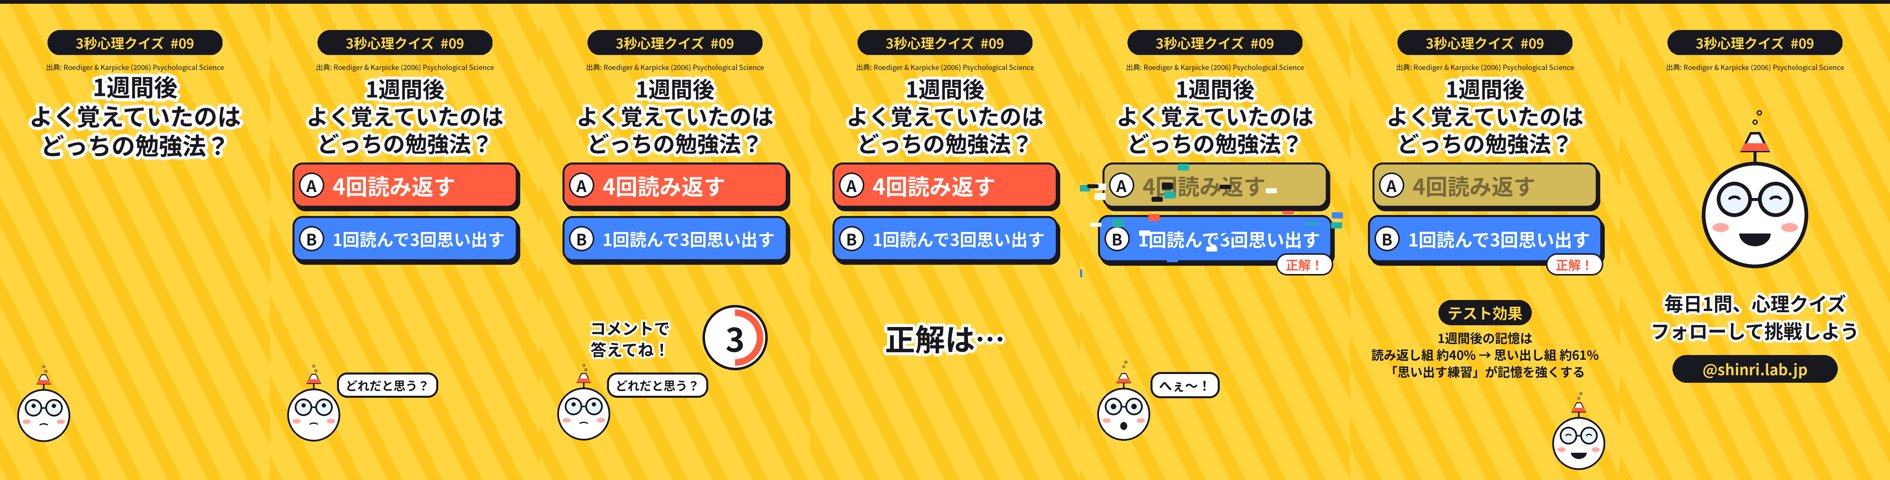 3秒心理クイズ #09
出典: Roediger & Karpicke (2006) Psychological Science
1週間後
よく覚えていたのは
どっちの勉強法？
3秒心理クイズ #09
出典: Roediger & Karpicke (2006) Psychological Science
1週間後
よく覚えていたのは
どっちの勉強法？
A 4回読み返す
B 1回読んで3回思い出す
どれだと思う？
3秒心理クイズ #09
出典: Roediger & Karpicke (2006) Psychological Science
1週間後
よく覚えていたのは
どっちの勉強法？
A 4回読み返す
B 1回読んで3回思い出す
コメントで
答えてね！
3
どれだと思う？
3秒心理クイズ #09
出典: Roediger & Karpicke (2006) Psychological Science
1週間後
よく覚えていたのは
どっちの勉強法？
A 4回読み返す
B 1回読んで3回思い出す
正解は…
3秒心理クイズ #09
出典: Roediger & Karpicke (2006) Psychological Science
1週間後
よく覚えていたのは
どっちの勉強法？
A 4回読み返す
B 1回読んで3回思い出す
正解！
へぇ〜！
3秒心理クイズ #09
出典: Roediger & Karpicke (2006) Psychological Science
1週間後
よく覚えていたのは
どっちの勉強法？
A 4回読み返す
B 1回読んで3回思い出す
正解！
テスト効果
1週間後の記憶は
読み返し組 約40% → 思い出し組 約61%
「思い出す練習」が記憶を強くする
3秒心理クイズ #09
出典: Roediger & Karpicke (2006) Psychological Science
毎日1問、心理クイズ
フォローして挑戦しよう
@shinri.lab.jp